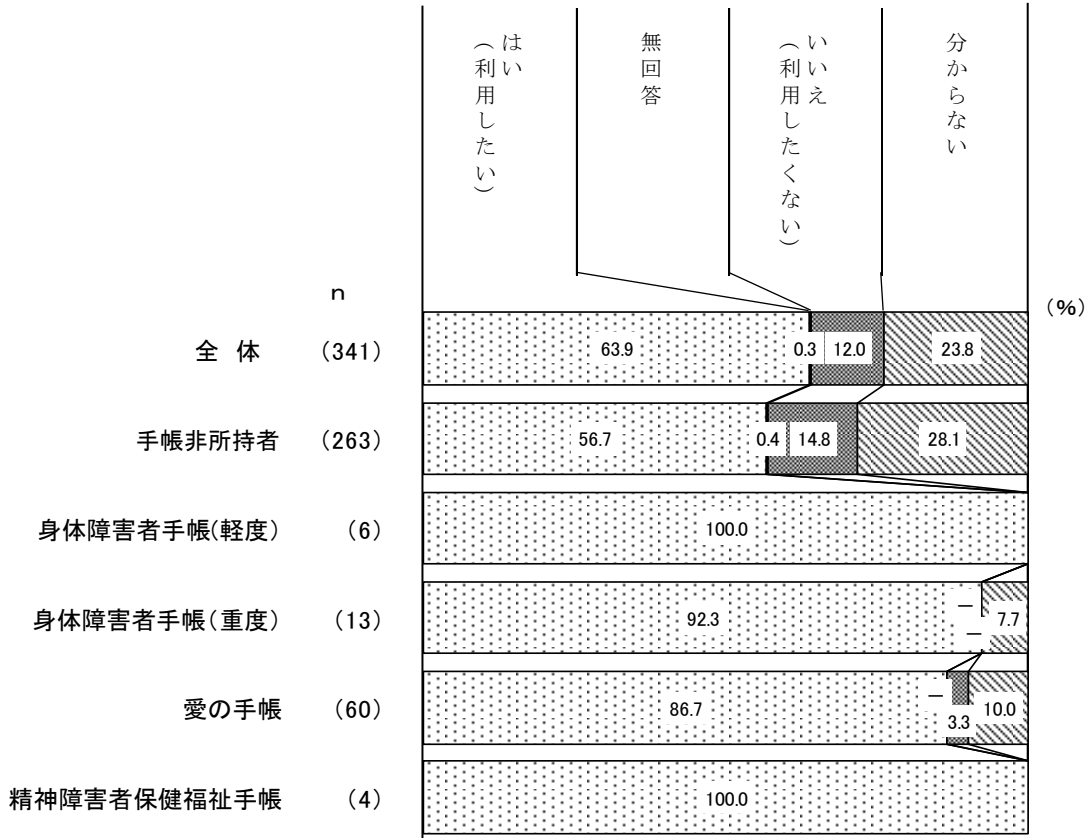 はい
（利用したい）
無回答
いいえ
（利用したくない）
分からない
n
(%)
全 体 (341) 63.9 0.3 12.0 23.8
手帳非所持者 (263) 56.7 0.4 14.8 28.1
身体障害者手帳(軽度) (6) 100.0
身体障害者手帳(重度) (13) 92.3 － － 7.7
愛の手帳 (60) 86.7 － 3.3 10.0
精神障害者保健福祉手帳 (4) 100.0